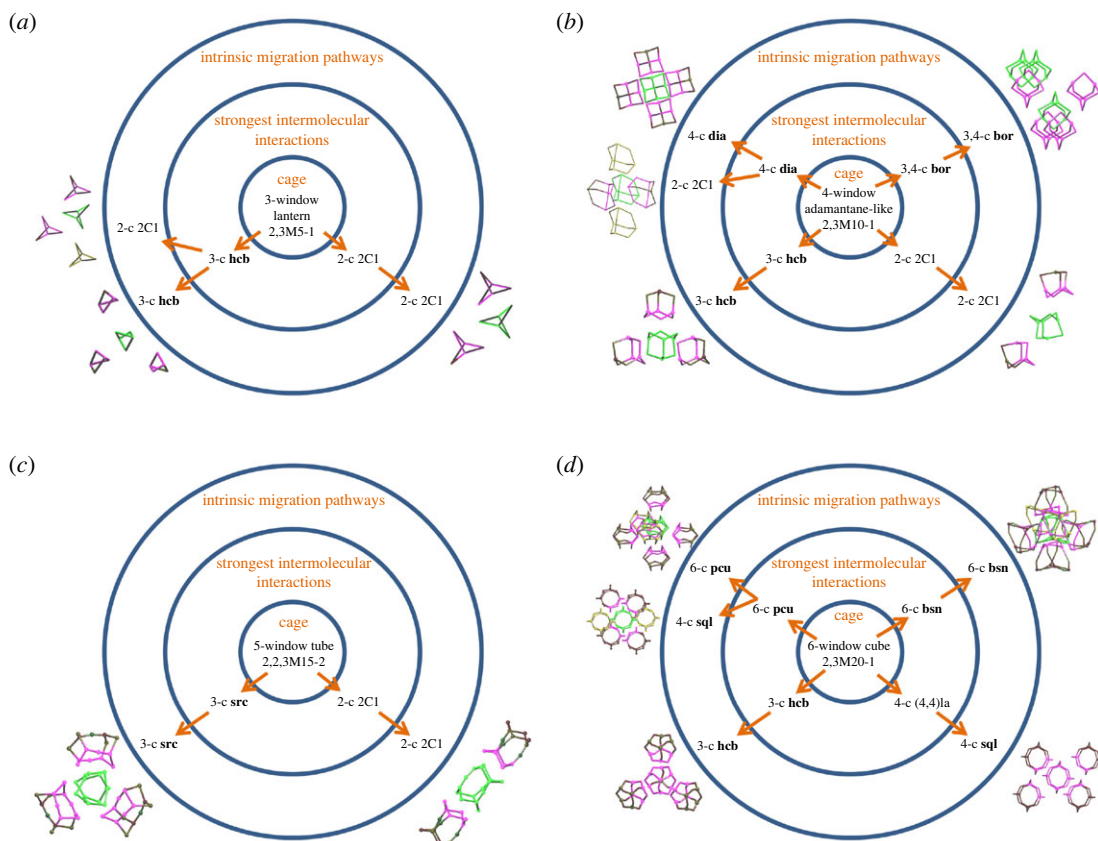 (a)
intrinsic migration pathways
strongest intermolecular
interactions
cage
3-window
lantern
2,3M5-1
2-c 2C1
3-c hcb
2-c 2C1
3-c hcb
2-c 2C1
(b)
intrinsic migration pathways
strongest intermolecular
interactions
cage
4-window
adamantane-like
2,3M10-1
4-c dia
4-c dia
2-c 2C1
3,4-c bor
3,4-c bor
3-c hcb
2-c 2C1
3-c hcb
2-c 2C1
(c)
intrinsic migration pathways
strongest intermolecular
interactions
cage
5-window tube
2,2,3M15-2
3-c src
2-c 2C1
3-c src
2-c 2C1
(d)
intrinsic migration pathways
strongest intermolecular
interactions
cage
6-window cube
2,3M20-1
6-c pcu
6-c pcu
4-c sql
6-c bsn
6-c bsn
3-c hcb
4-c (4,4)Ia
3-c hcb
4-c sql